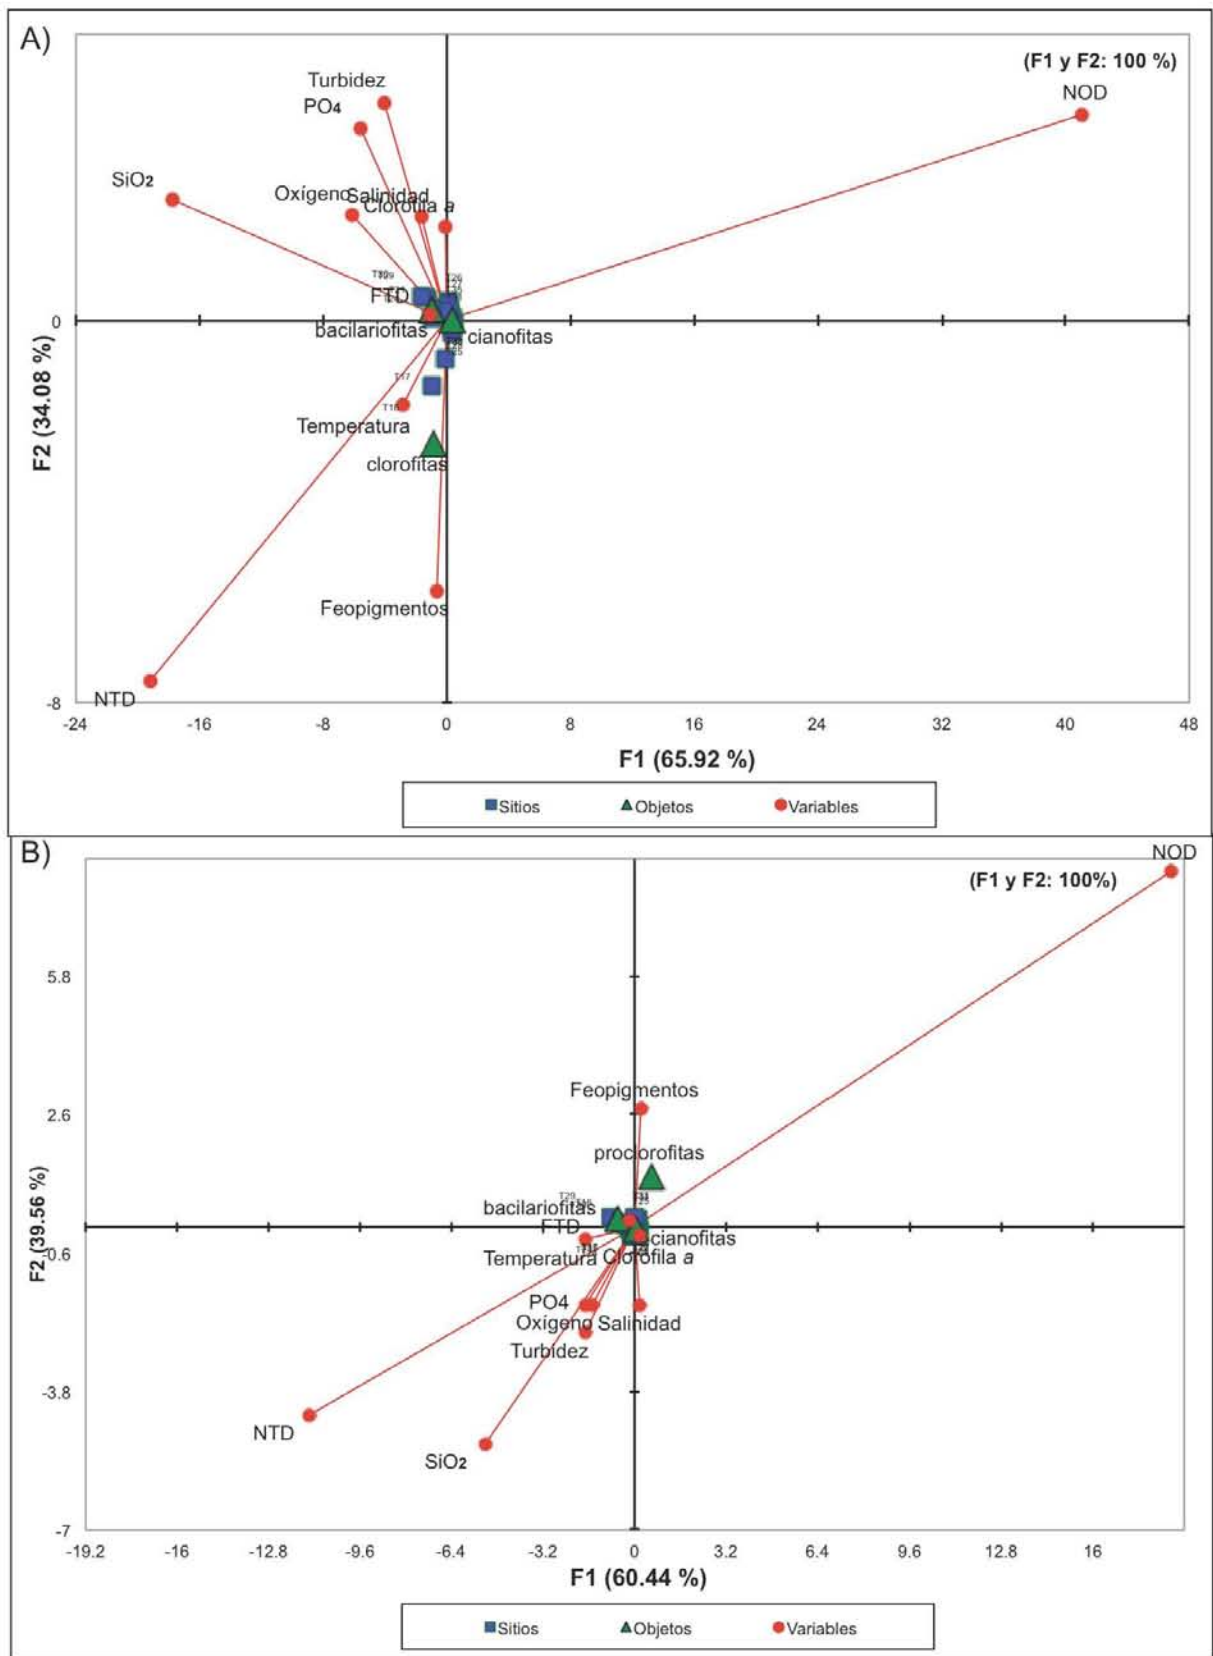 A)
(F1 y F2: 100 %)
Turbidez
NOD
PO4
SiO2
Oxígeno
Salinidad
Clorofila a
T26
FTD
0
bacilariofitas
cianofitas
T17
Temperatura
clorofitas
F2 (34.08 %)
Feopigmentos
NTD
-8
-24 -16 -8 0 8 16 24 32 40 48
F1 (65.92 %)
Sitios Objetos Variables
B)
NOD
(F1 y F2: 100%)
5.8
Feopigmentos
2.6
proclorofitas
T29
bacilariofitas
FTD
cianofitas
-0.6
Temperatura Clorofila a
F2 (39.56 %)
PO4
Oxígeno Salinidad
Turbidez
-3.8
NTD
SiO2
-7
-19.2 -16 -12.8 -9.6 -6.4 -3.2 0 3.2 6.4 9.6 12.8 16
F1 (60.44 %)
Sitios Objetos Variables